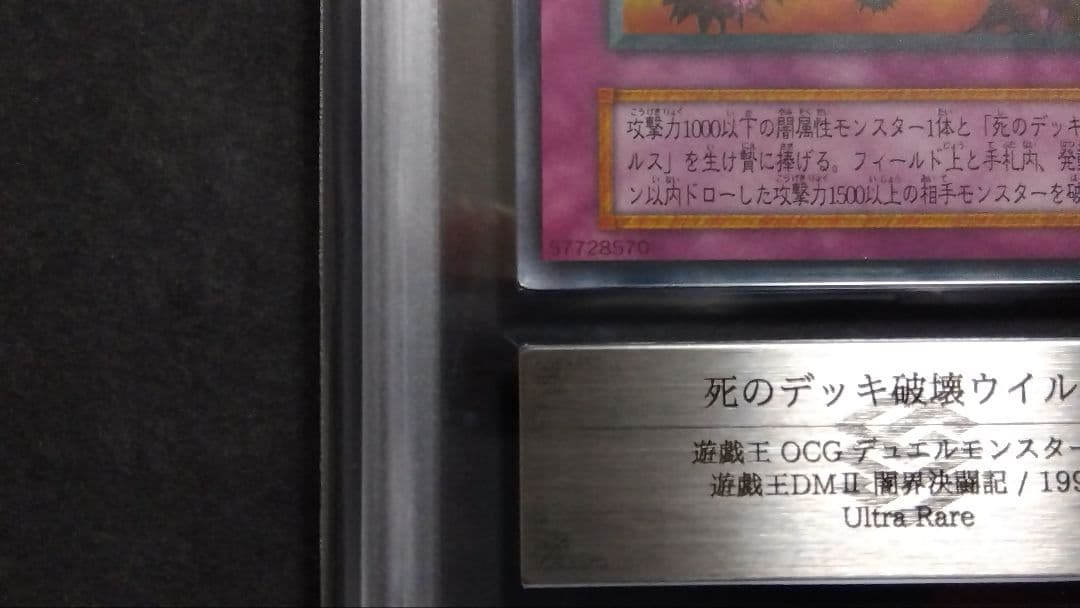 攻撃力1000以下の闇属性モンスター1体と「死のデッキ
ルス」を生け贄に捧げる。フィールド上と手札内、発
ン以内ドローした攻撃力1500以上の相手モンスターを破
57728570
死のデッキ破壊ウイル
遊戯王 OCG デュエルモンスター
遊戯王DMⅡ 闇界決闘記 / 199
Ultra Rare